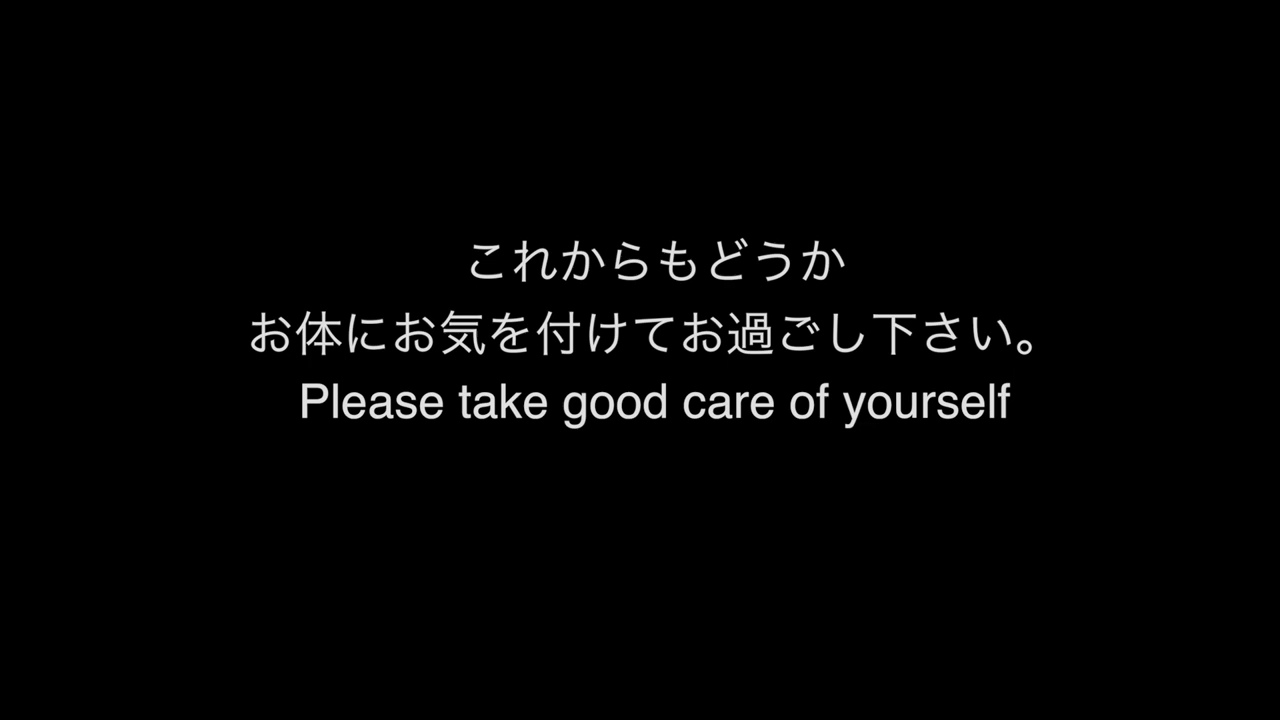 これからもどうか
お体にお気を付けてお過ごし下さい。
Please take good care of yourself